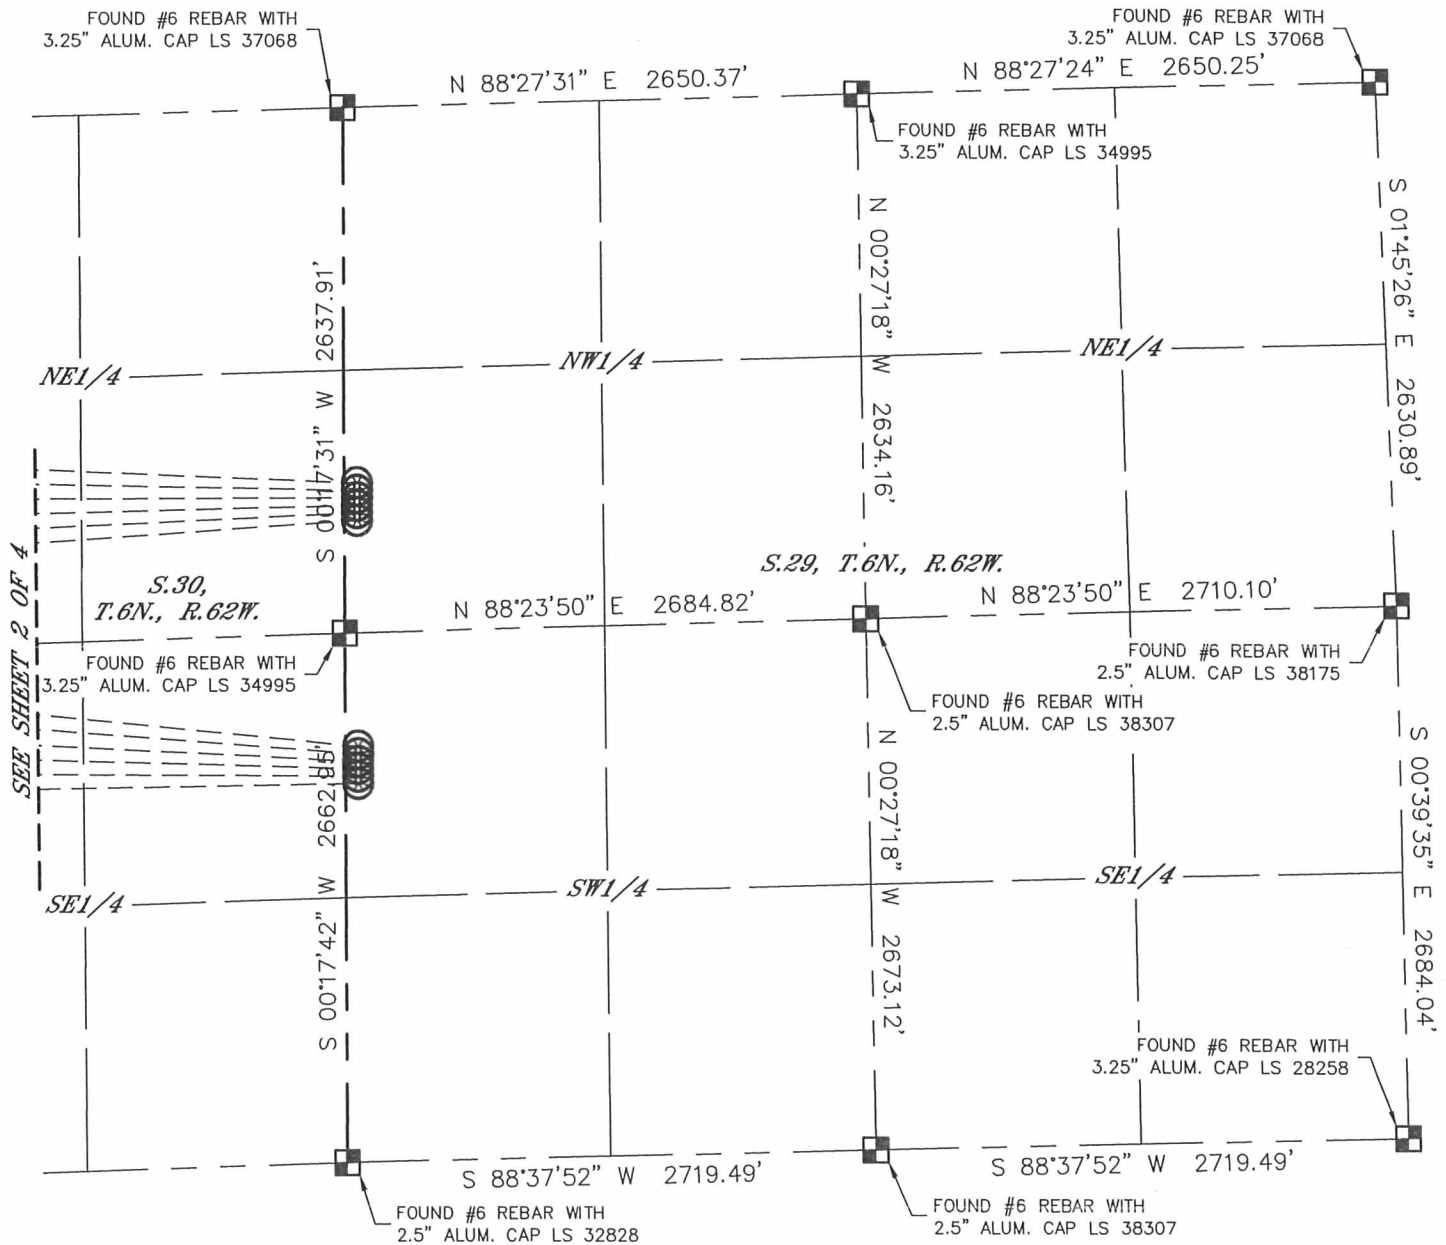 FOUND #6 REBAR WITH
3.25" ALUM. CAP LS 37068
FOUND #6 REBAR WITH
3.25" ALUM. CAP LS 37068
N 88°27'31" E 2650.37'
N 88°27'24" E 2650.25'
FOUND #6 REBAR WITH
3.25" ALUM. CAP LS 34995
S 00°17'31" W 2637.91'
N 00°27'18" W 2634.16'
S 01°45'26" E 2630.89'
NE1/4
NW1/4
NE1/4
SEE SHEET 2 OF 4
S.30,
T.6N., R.62W.
S.29, T.6N., R.62W.
N 88°23'50" E 2684.82'
N 88°23'50" E 2710.10'
FOUND #6 REBAR WITH
3.25" ALUM. CAP LS 34995
FOUND #6 REBAR WITH
2.5" ALUM. CAP LS 38175
FOUND #6 REBAR WITH
2.5" ALUM. CAP LS 38307
S 00°17'42" W 2662.95'
N 00°27'18" W 2673.12'
S 00°39'35" E 2684.04'
SE1/4
SW1/4
SE1/4
FOUND #6 REBAR WITH
3.25" ALUM. CAP LS 28258
S 88°37'52" W 2719.49'
S 88°37'52" W 2719.49'
FOUND #6 REBAR WITH
2.5" ALUM. CAP LS 32828
FOUND #6 REBAR WITH
2.5" ALUM. CAP LS 38307